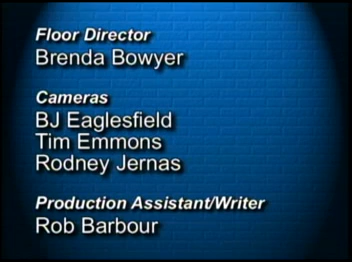 Floor Director
Brenda Bowyer
Cameras
BJ Eaglesfield
Tim Emmons
Rodney Jernas
Production Assistant/Writer
Rob Barbour